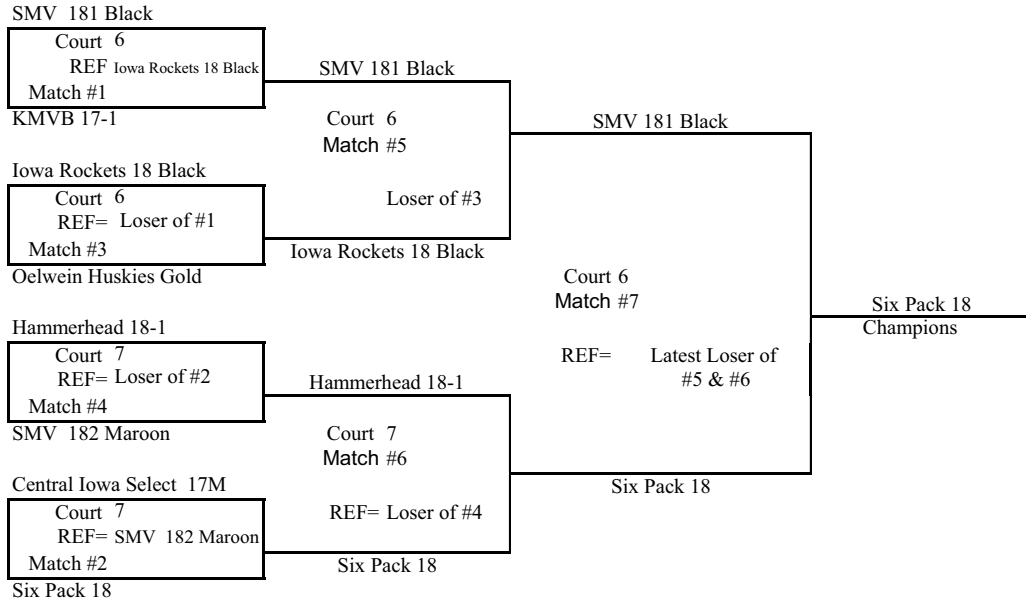 SMV 181 Black
Court 6
REF Iowa Rockets 18 Black
Match #1
KMVB 17-1
SMV 181 Black
Court 6
Match #5
Loser of #3
Iowa Rockets 18 Black
Iowa Rockets 18 Black
Court 6
REF= Loser of #1
Match #3
Oelwein Huskies Gold
SMV 181 Black
Court 6
Match #7
REF= Latest Loser of
#5 & #6
Six Pack 18
Champions
Hammerhead 18-1
Court 7
REF= Loser of #2
Match #4
SMV 182 Maroon
Hammerhead 18-1
Court 7
Match #6
REF= Loser of #4
Six Pack 18
Six Pack 18
Central Iowa Select 17M
Court 7
REF= SMV 182 Maroon
Match #2
Six Pack 18